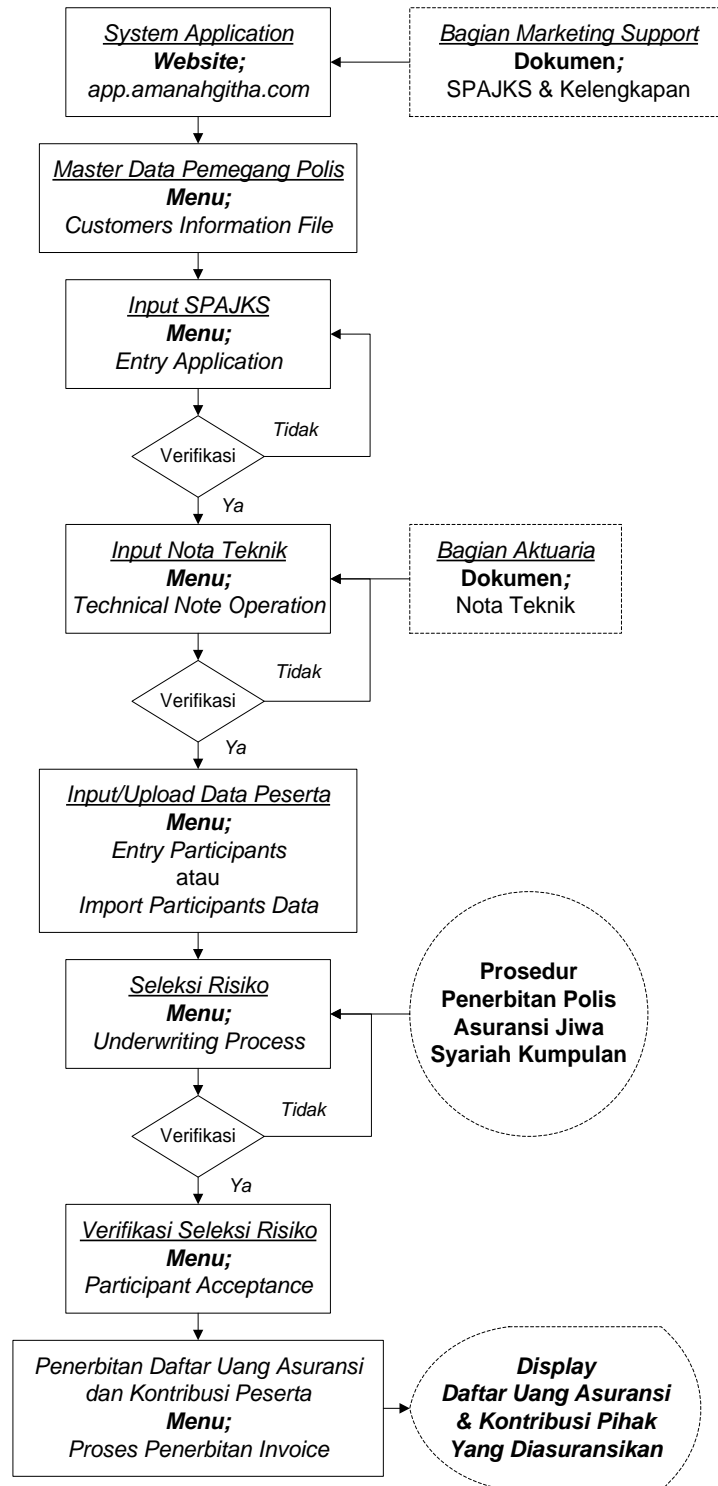 System Application
Website;
app.amanahgitha.com
Bagian Marketing Support
Dokumen;
SPAJKS & Kelengkapan
Master Data Pemegang Polis
Menu;
Customers Information File
Input SPAJKS
Menu;
Entry Application
Verifikasi
Tidak
Ya
Input Nota Teknik
Menu;
Technical Note Operation
Bagian Aktuaria
Dokumen;
Nota Teknik
Verifikasi
Tidak
Ya
Input/Upload Data Peserta
Menu;
Entry Participants
atau
Import Participants Data
Seleksi Risiko
Menu;
Underwriting Process
Prosedur
Penerbitan Polis
Asuransi Jiwa
Syariah Kumpulan
Verifikasi
Tidak
Ya
Verifikasi Seleksi Risiko
Menu;
Participant Acceptance
Penerbitan Daftar Uang Asuransi
dan Kontribusi Peserta
Menu;
Proses Penerbitan Invoice
Display
Daftar Uang Asuransi
& Kontribusi Pihak
Yang Diasuransikan